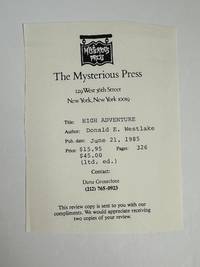 MYSTERIOUS
PRESS
The Mysterious Press
129 West 56th Street
New York, New York 10019
Title: HIGH ADVENTURE
Author: Donald E. Westlake
Pub date: June 21, 1985
Price: $15.95 Pages: 326
$45.00
(ltd, ed.)
Contact:
(212) 765-0923
This review copy is sent to you with our
compliments. We would appreciate receiving
two copies of your review.